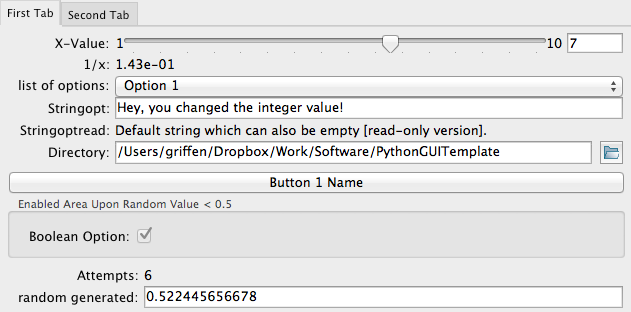 First Tab Second Tab
X-Value: 1 10 7
1/x: 1.43e-01
list of options: Option 1
Stringopt: Hey, you changed the integer value!
Stringoptread: Default string which can also be empty [read-only version].
Directory: /Users/griffen/Dropbox/Work/Software/PythonGUITemplate
Button 1 Name
Enabled Area Upon Random Value < 0.5
Boolean Option:
Attempts: 6
random generated: 0.522445656678